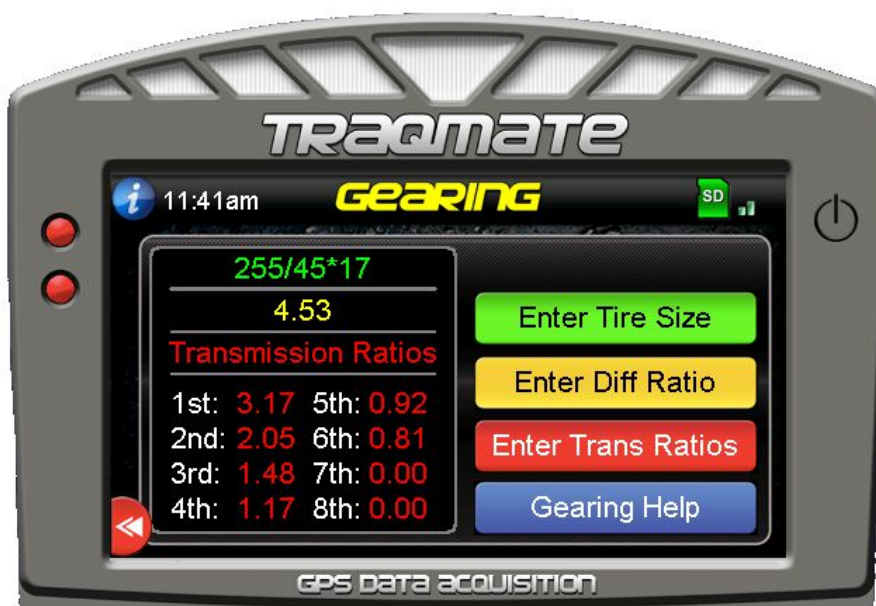 TRAQMATE
i 11:41am GEARING SD
255/45*17
4.53
Transmission Ratios
1st: 3.17 5th: 0.92
2nd: 2.05 6th: 0.81
3rd: 1.48 7th: 0.00
4th: 1.17 8th: 0.00
Enter Tire Size
Enter Diff Ratio
Enter Trans Ratios
Gearing Help
GPS DATA ACQUISITION